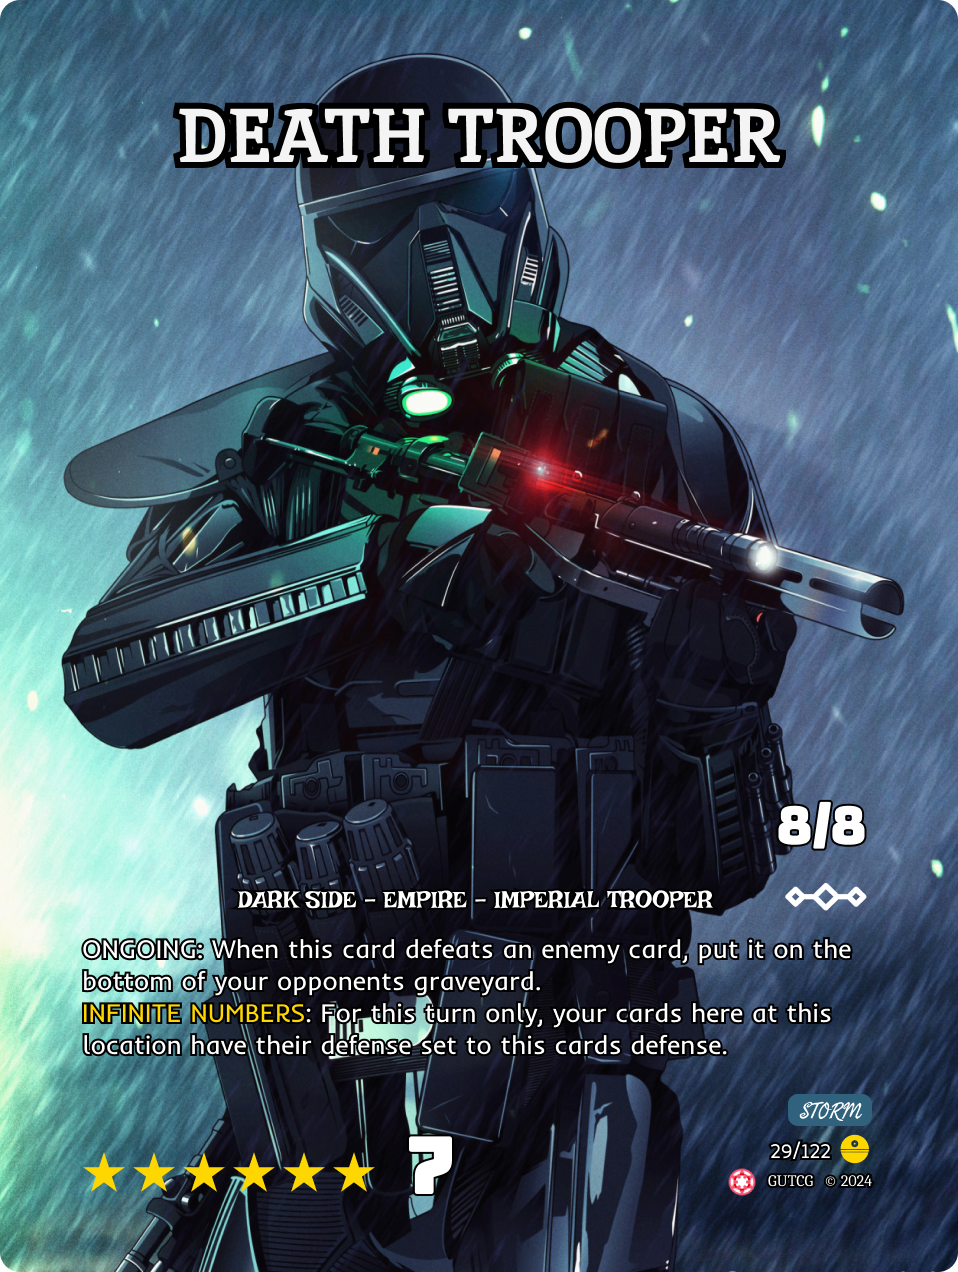 DEATH TROOPER
8/8
DARK SIDE - EMPIRE - IMPERIAL TROOPER
ONGOING: When this card defeats an enemy card, put it on the
bottom of your opponents graveyard.
INFINITE NUMBERS: For this turn only, your cards here at this
location have their defense set to this cards defense.
STORM
29/122
7
GUTCG © 2024